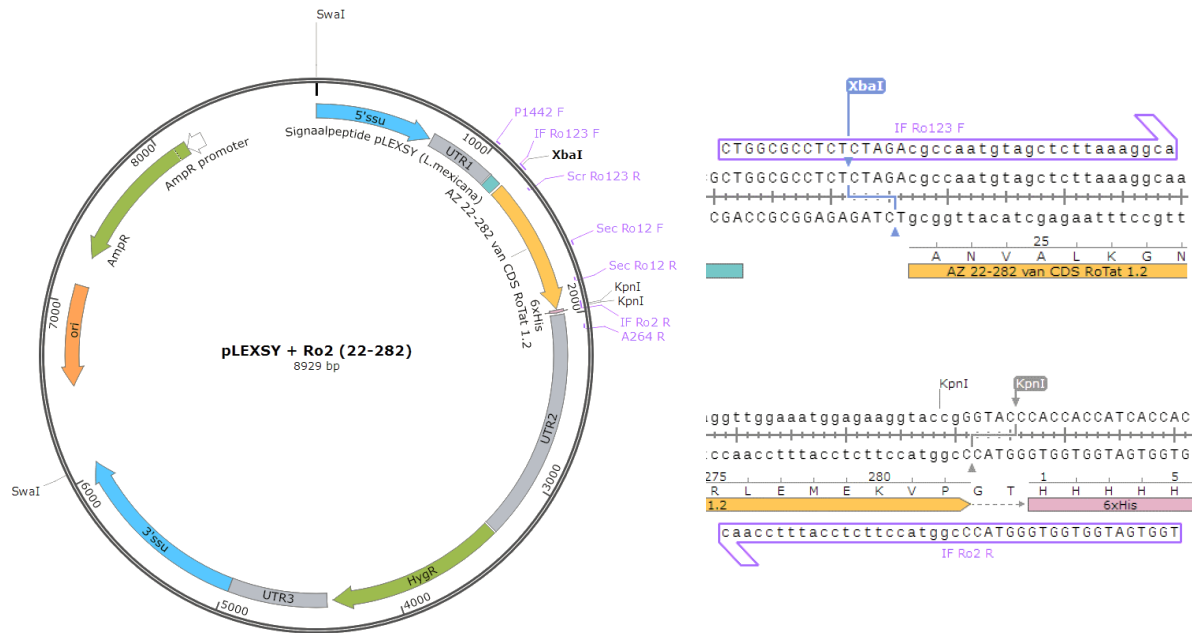 SwaI
5'ssu
Signaalpeptide pLEXSY (L.mexicana)
UTR1
1000
P1442 F
IF Ro123 F
XbaI
Scr Ro123 R
AZ 22-282 van CDS RoTat 1.2
Sec Ro12 F
Sec Ro12 R
2000
KpnI
KpnI
6xHis
IF Ro2 R
A264 R
UTR2
3000
HygR
4000
UTR3
5000
3'ssu
6000
SwaI
ori
7000
AmpR
AmpR promoter
8000
pLEXSY + Ro2 (22-282)
8929 bp
XbaI
IF Ro123 F
CTGGCGCCTCTCTAGAcgccaatgtagctcttaaaggca
GCTGGCGCCTCTCTAGAcgccaatgtagctcttaaaggcaa
CGACCGCGGAGAGATCTgcggttacatcgagaatttccgtt
25
A N V A L K G N
AZ 22-282 van CDS RoTat 1.2
KpnI
KpnI
aggttggaaatggagaaggtaccgGGTACCCACCACCATCACCAC
tccaacctttacctcttccatggcCCATGGGTGGTGGTAGTGGTG
275 280 1 5
R L E M E K V P G T H H H H H
1.2
6xHis
caacctttacctcttccatggcCCATGGGTGGTGGTAGTGGT
IF Ro2 R